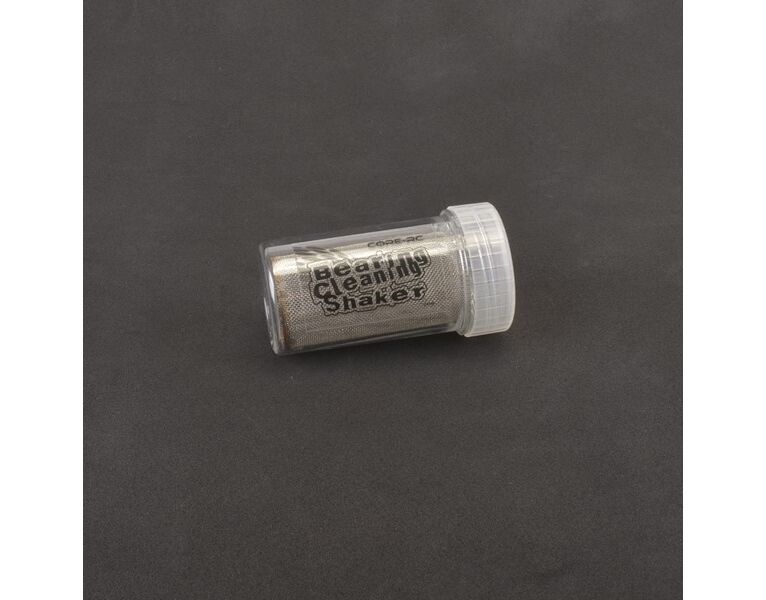 CORE-RC
Bearing
Cleaning
Shaker